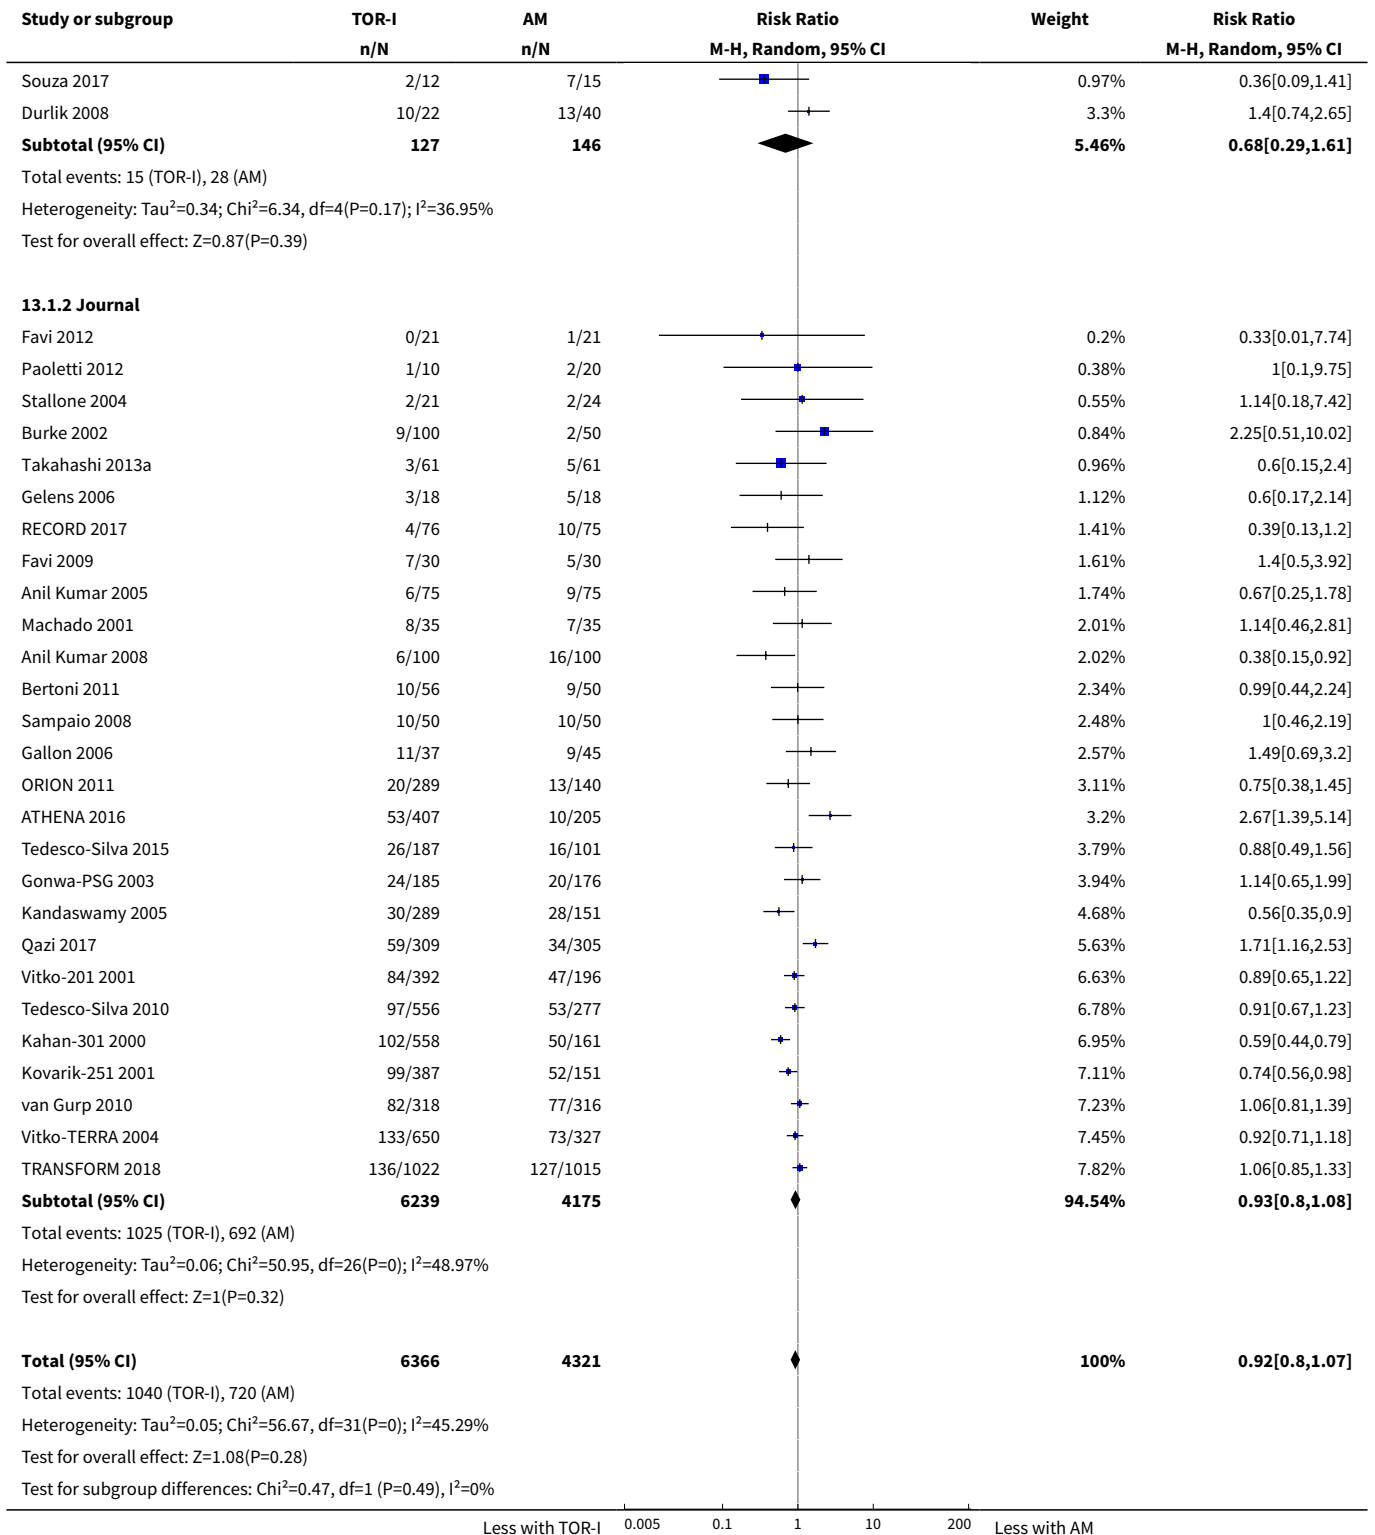 Study or subgroup TOR-I AM Risk Ratio Weight Risk Ratio
n/N n/N M-H, Random, 95% CI M-H, Random, 95% CI
Souza 2017 2/12 7/15 0.97% 0.36[0.09,1.41]
Durlik 2008 10/22 13/40 3.3% 1.4[0.74,2.65]
Subtotal (95% CI) 127 146 5.46% 0.68[0.29,1.61]
Total events: 15 (TOR-I), 28 (AM)
Heterogeneity: Tau²=0.34; Chi²=6.34, df=4(P=0.17); I²=36.95%
Test for overall effect: Z=0.87(P=0.39)
13.1.2 Journal
Favi 2012 0/21 1/21 0.2% 0.33[0.01,7.74]
Paoletti 2012 1/10 2/20 0.38% 1[0.1,9.75]
Stallone 2004 2/21 2/24 0.55% 1.14[0.18,7.42]
Burke 2002 9/100 2/50 0.84% 2.25[0.51,10.02]
Takahashi 2013a 3/61 5/61 0.96% 0.6[0.15,2.4]
Gelens 2006 3/18 5/18 1.12% 0.6[0.17,2.14]
RECORD 2017 4/76 10/75 1.41% 0.39[0.13,1.2]
Favi 2009 7/30 5/30 1.61% 1.4[0.5,3.92]
Anil Kumar 2005 6/75 9/75 1.74% 0.67[0.25,1.78]
Machado 2001 8/35 7/35 2.01% 1.14[0.46,2.81]
Anil Kumar 2008 6/100 16/100 2.02% 0.38[0.15,0.92]
Bertoni 2011 10/56 9/50 2.34% 0.99[0.44,2.24]
Sampaio 2008 10/50 10/50 2.48% 1[0.46,2.19]
Gallon 2006 11/37 9/45 2.57% 1.49[0.69,3.2]
ORION 2011 20/289 13/140 3.11% 0.75[0.38,1.45]
ATHENA 2016 53/407 10/205 3.2% 2.67[1.39,5.14]
Tedesco-Silva 2015 26/187 16/101 3.79% 0.88[0.49,1.56]
Gonwa-PSG 2003 24/185 20/176 3.94% 1.14[0.65,1.99]
Kandaswamy 2005 30/289 28/151 4.68% 0.56[0.35,0.9]
Qazi 2017 59/309 34/305 5.63% 1.71[1.16,2.53]
Vitko-201 2001 84/392 47/196 6.63% 0.89[0.65,1.22]
Tedesco-Silva 2010 97/556 53/277 6.78% 0.91[0.67,1.23]
Kahan-301 2000 102/558 50/161 6.95% 0.59[0.44,0.79]
Kovarik-251 2001 99/387 52/151 7.11% 0.74[0.56,0.98]
van Gurp 2010 82/318 77/316 7.23% 1.06[0.81,1.39]
Vitko-TERRA 2004 133/650 73/327 7.45% 0.92[0.71,1.18]
TRANSFORM 2018 136/1022 127/1015 7.82% 1.06[0.85,1.33]
Subtotal (95% CI) 6239 4175 94.54% 0.93[0.8,1.08]
Total events: 1025 (TOR-I), 692 (AM)
Heterogeneity: Tau²=0.06; Chi²=50.95, df=26(P=0); I²=48.97%
Test for overall effect: Z=1(P=0.32)
Total (95% CI) 6366 4321 100% 0.92[0.8,1.07]
Total events: 1040 (TOR-I), 720 (AM)
Heterogeneity: Tau²=0.05; Chi²=56.67, df=31(P=0); I²=45.29%
Test for overall effect: Z=1.08(P=0.28)
Test for subgroup differences: Chi²=0.47, df=1 (P=0.49), I²=0%
Less with TOR-I 0.005 0.1 1 10 200 Less with AM